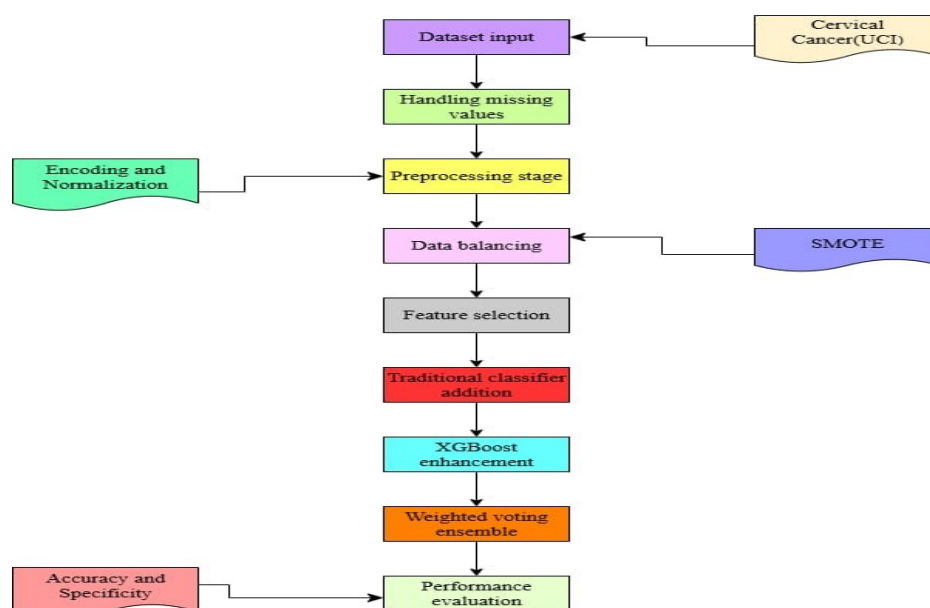 Dataset input
Cervical
Cancer(UCI)
Handling missing
values
Encoding and
Normalization
Preprocessing stage
Data balancing
SMOTE
Feature selection
Traditional classifier
addition
XGBoost
enhancement
Weighted voting
ensemble
Accuracy and
Specificity
Performance
evaluation